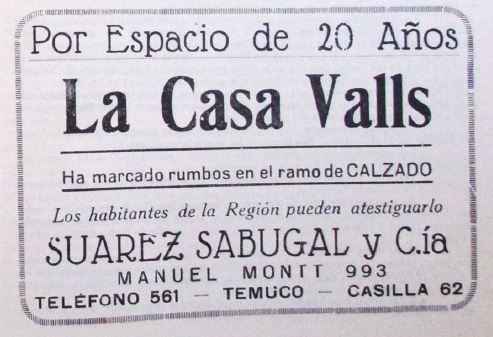 Por Espacio de 20 Años
La Casa Valls
Ha marcado rumbos en el ramo de CALZADO
Los habitantes de la Región pueden atestiguarlo
SUAREZ SABUGAL y C.ía
MANUEL MONTT 993
TELÉFONO 561 — TEMUCO — CASILLA 62